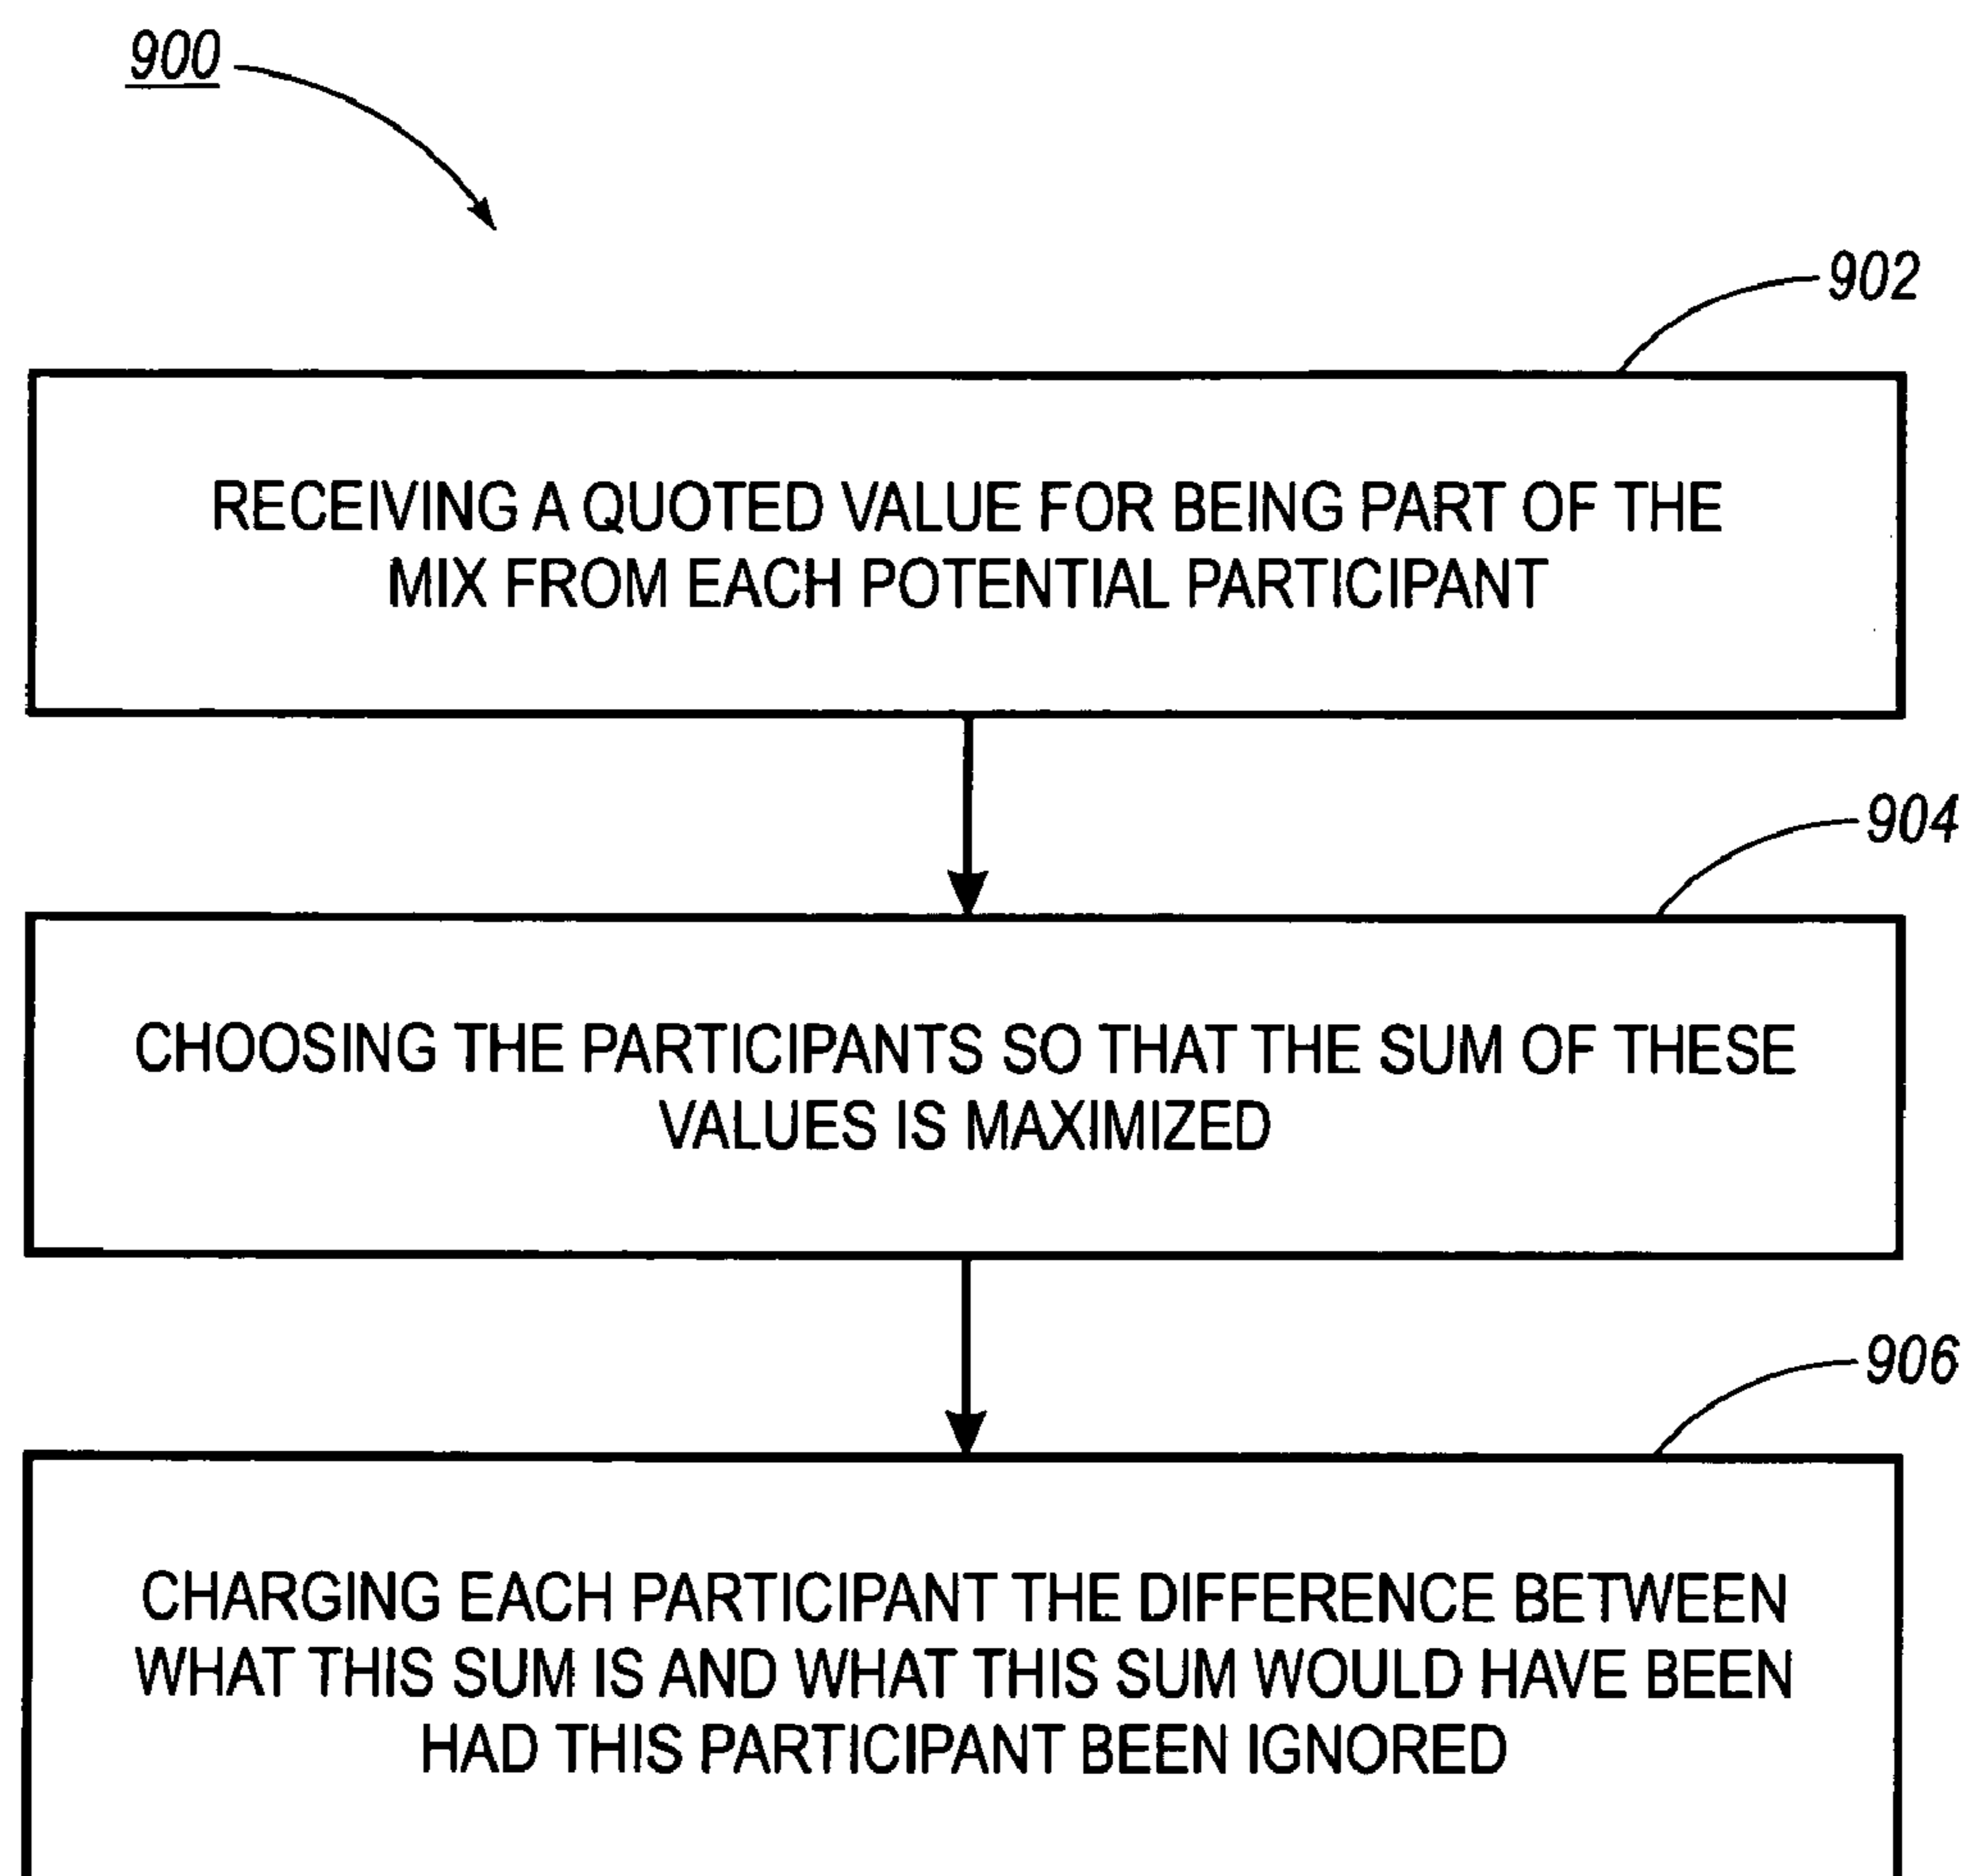 900
902
RECEIVING A QUOTED VALUE FOR BEING PART OF THE
MIX FROM EACH POTENTIAL PARTICIPANT
904
CHOOSING THE PARTICIPANTS SO THAT THE SUM OF THESE
VALUES IS MAXIMIZED
906
CHARGING EACH PARTICIPANT THE DIFFERENCE BETWEEN
WHAT THIS SUM IS AND WHAT THIS SUM WOULD HAVE BEEN
HAD THIS PARTICIPANT BEEN IGNORED